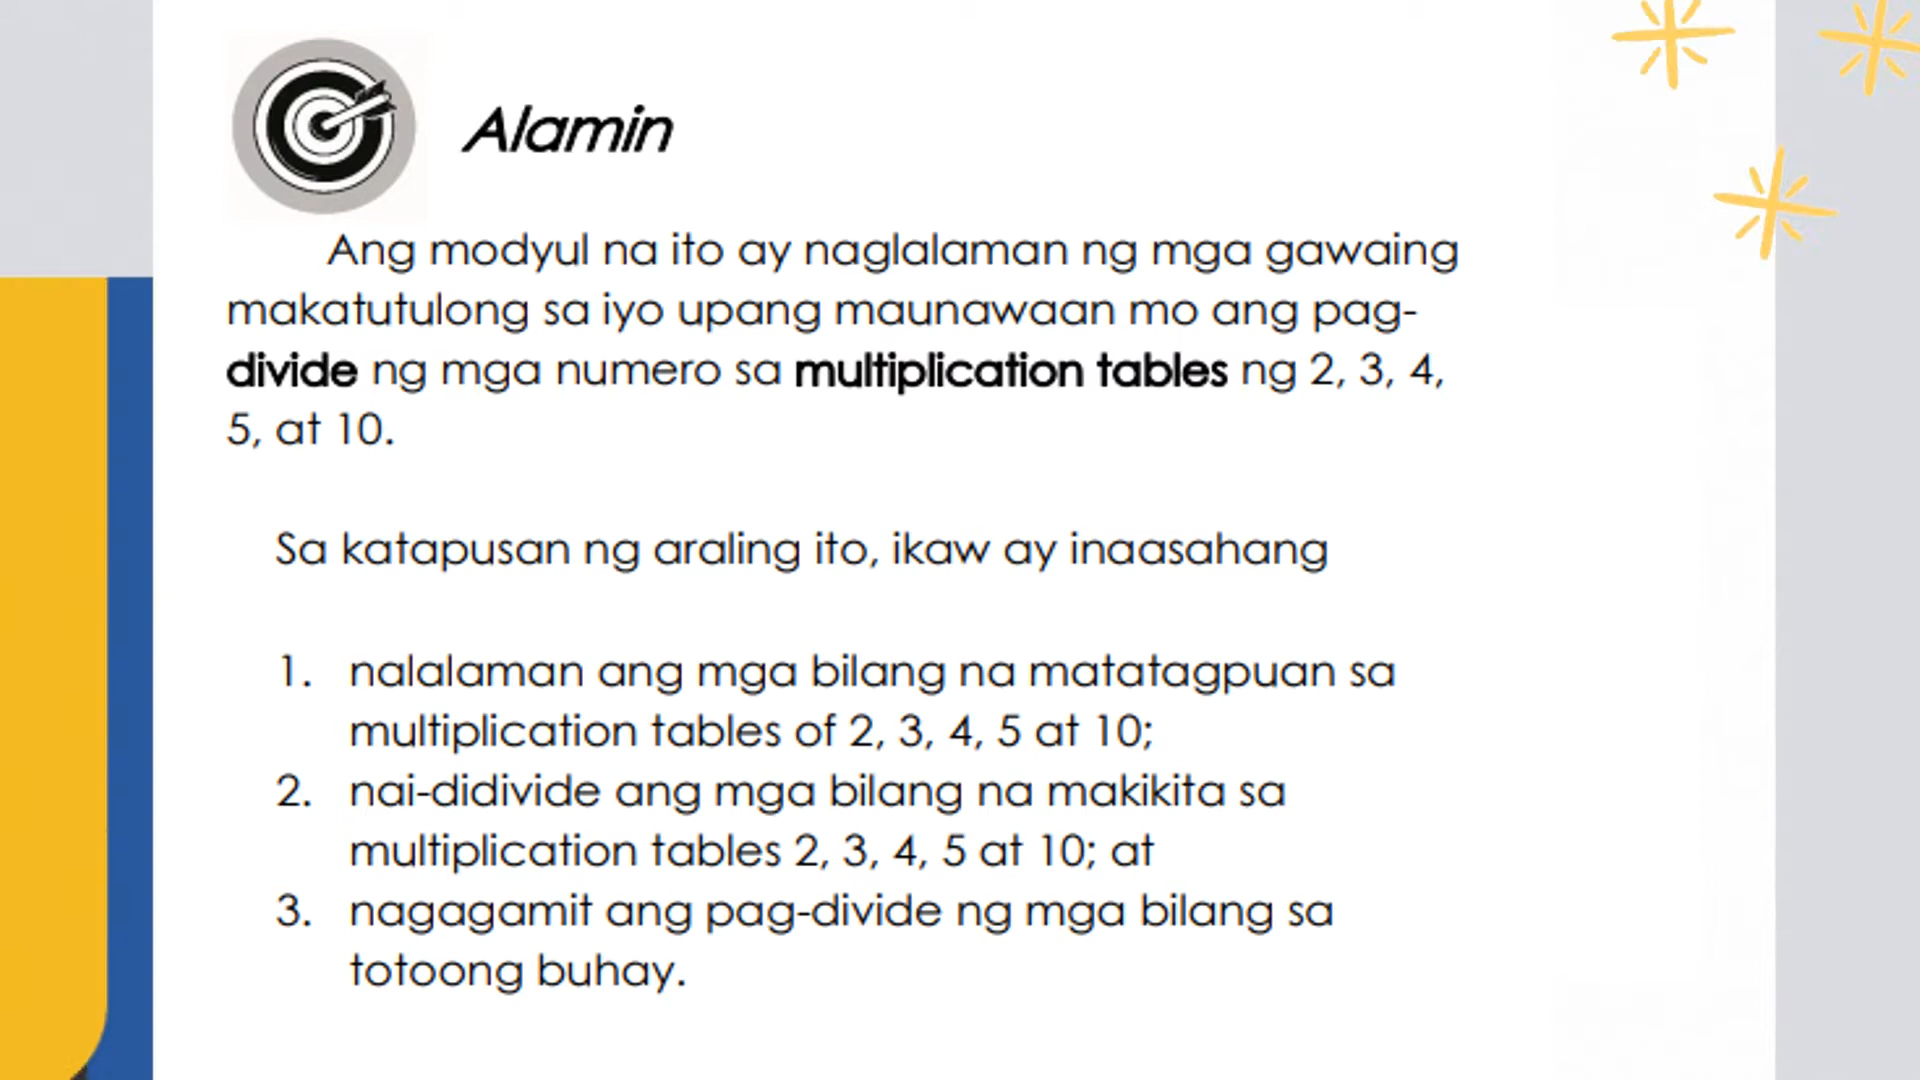 Alamin
Ang modyul na ito ay naglalaman ng mga gawaing
makatutulong sa iyo upang maunawaan mo ang pag-
divide ng mga numero sa multiplication tables ng 2, 3, 4,
5, at 10.
Sa katapusan ng araling ito, ikaw ay inaasahang
1. nalalaman ang mga bilang na matatagpuan sa
multiplication tables of 2, 3, 4, 5 at 10;
2. nai-didivide ang mga bilang na makikita sa
multiplication tables 2, 3, 4, 5 at 10; at
3. nagagamit ang pag-divide ng mga bilang sa
totoong buhay.